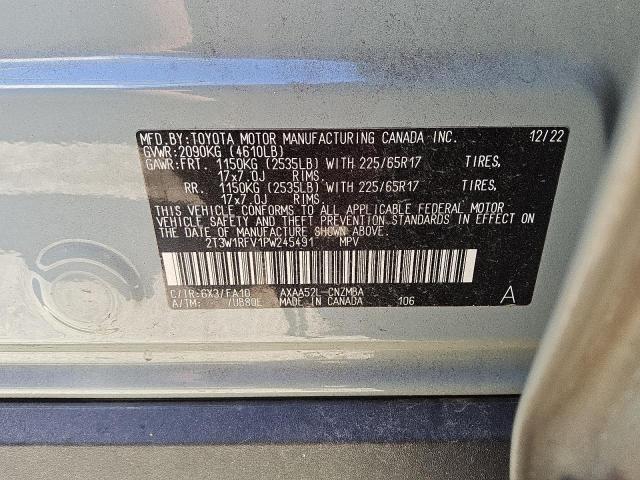 MFD.BY:TOYOTA MOTOR MANUFACTURING CANADA INC. 12/22
GVWR:2090KG (4610LB)
GAWR:FRT. 1150KG (2535LB) WITH 225/65R17 TIRES,
17x7.0J RIMS.
RR. 1150KG (2535LB) WITH 225/65R17 TIRES,
17x7.0J RIMS.
THIS VEHICLE CONFORMS TO ALL APPLICABLE FEDERAL MOTOR
VEHICLE SAFETY AND THEFT PREVENTION STANDARDS IN EFFECT ON
THE DATE OF MANUFACTURE SHOWN ABOVE.
2T3W1RFV1PW245491 MPV
C/TR:6X3/FA10 AXAA52L-CNZMBA
A/TM: /UB80E MADE IN CANADA 106 A